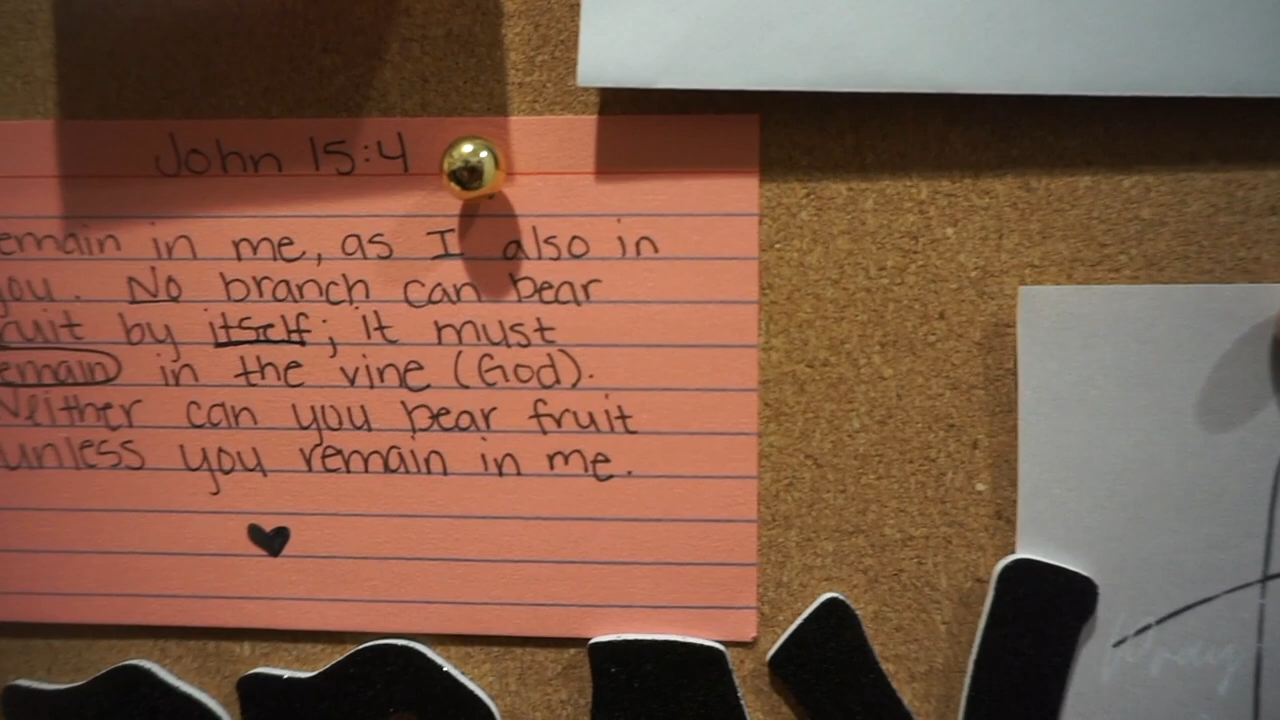 John 15:4
emain in me, as I also in
you. No branch can bear
ruit by itself; it must
emain in the vine (God).
Neither can you bear fruit
unless you remain in me.